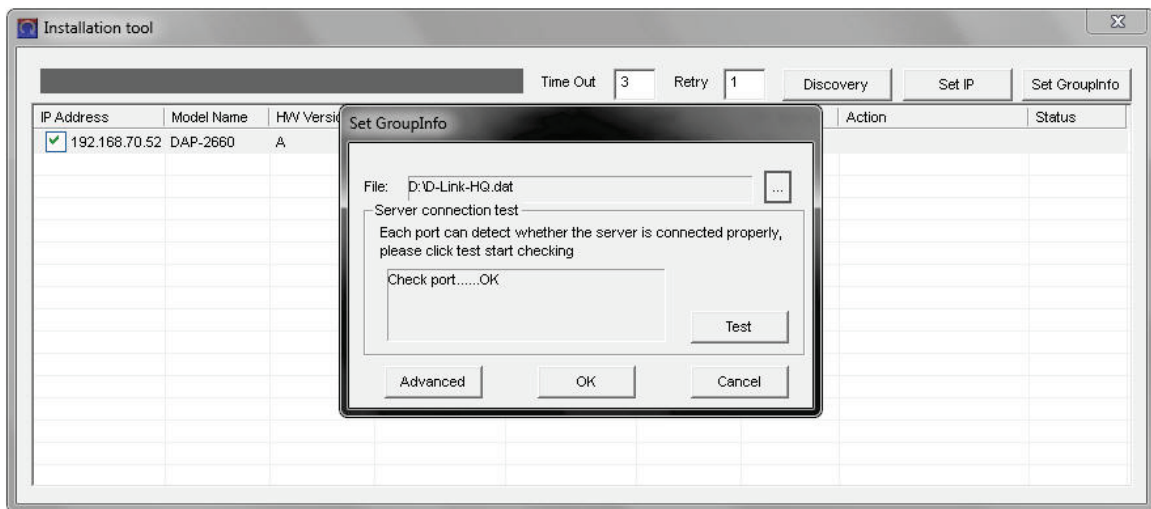 Installation tool
Time Out 3 Retry 1 Discovery Set IP Set GroupInfo
IP Address Model Name HW Versio Action Status
192.168.70.52 DAP-2660 A
Set GroupInfo
File: D:\D-Link-HQ.dat ...
Server connection test
Each port can detect whether the server is connected properly,
please click test start checking
Check port......OK
Test
Advanced OK Cancel